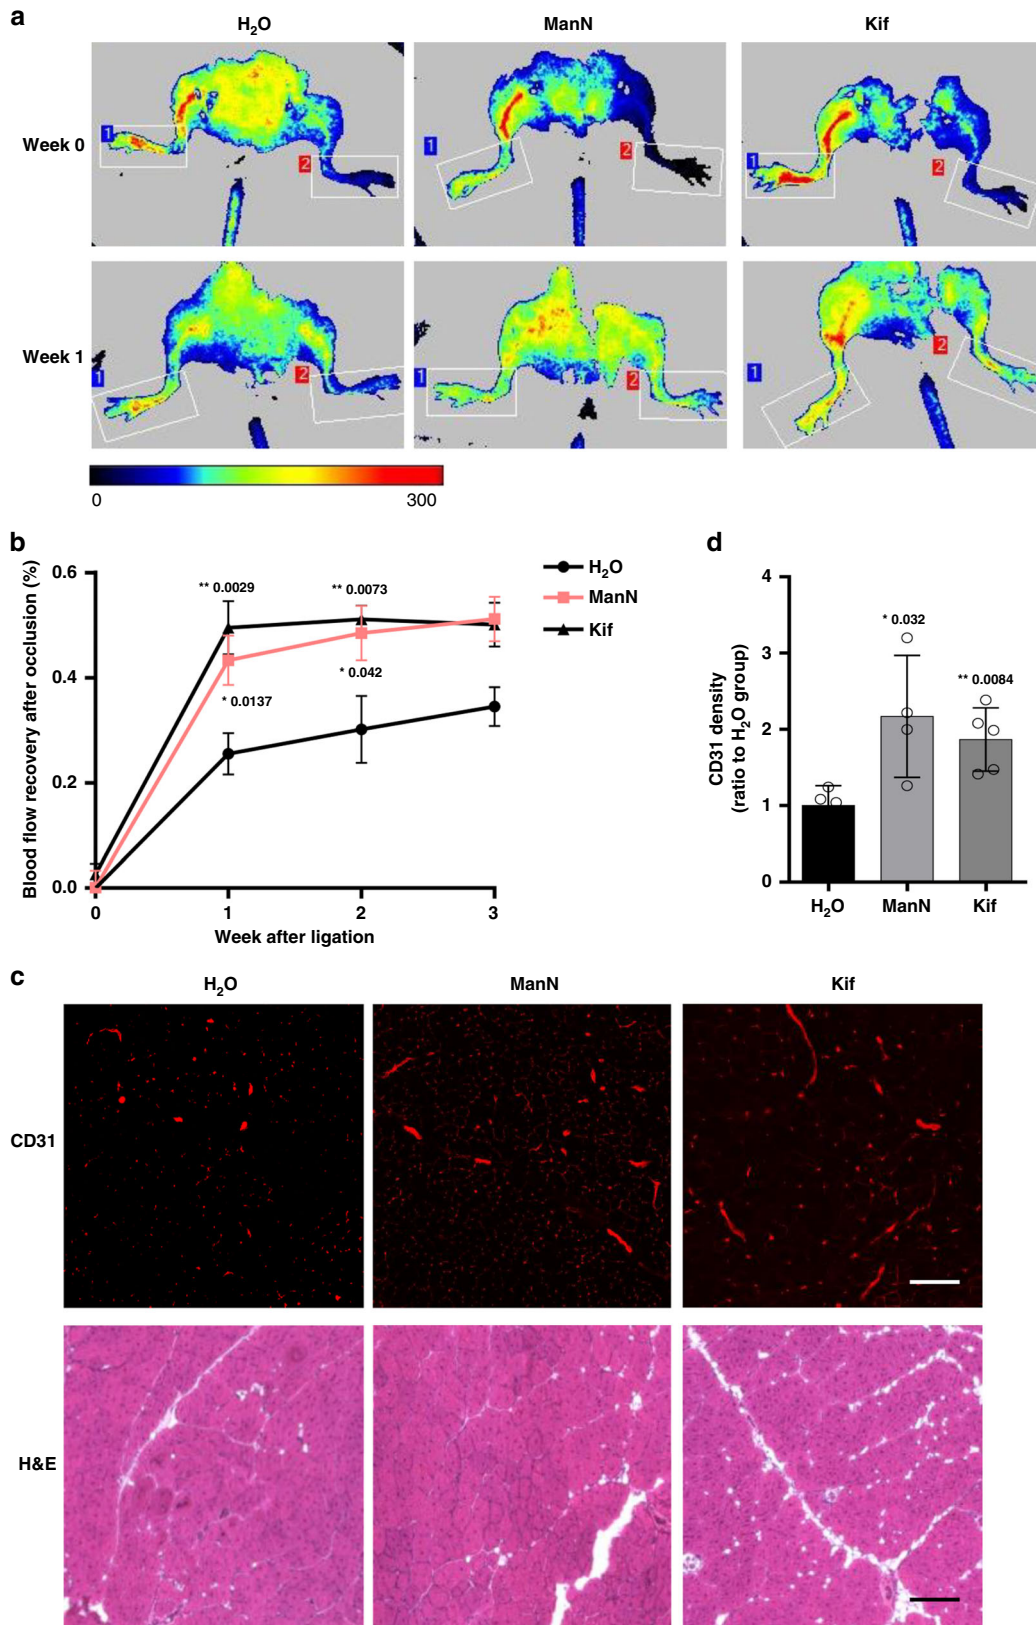 a
H2O ManN Kif
Week 0
1 2 1 2 1 2
Week 1
1 2 1 2 1 2
0 300
b
Blood flow recovery after occlusion (%)
0.6
0.4
0.2
0.0
** 0.0029
** 0.0073
* 0.0137
* 0.042
0 1 2 3
Week after ligation
H2O
ManN
Kif
d
CD31 density
(ratio to H2O group)
4
3
2
1
0
* 0.032
** 0.0084
H2O ManN Kif
c
H2O ManN Kif
CD31
H&E